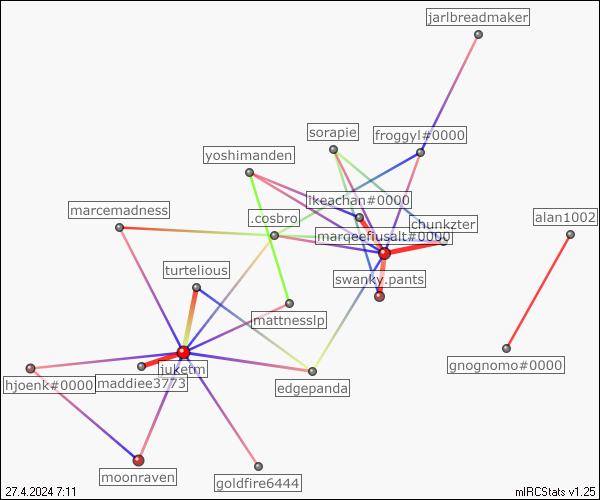 jarlbreadmaker
sorapie
froggyl#0000
yoshimanden
ikeachan#0000
marcemadness
.cosbro
chunkzter
alan1002
marqeefiusalt#0000
turtelious
swanky.pants
mattnesslp
gnognomo#0000
juketm
hjoenk#0000
maddiee3773
edgepanda
moonraven
goldfire6444
27.4.2024 7:11
mIRCStats v1.25